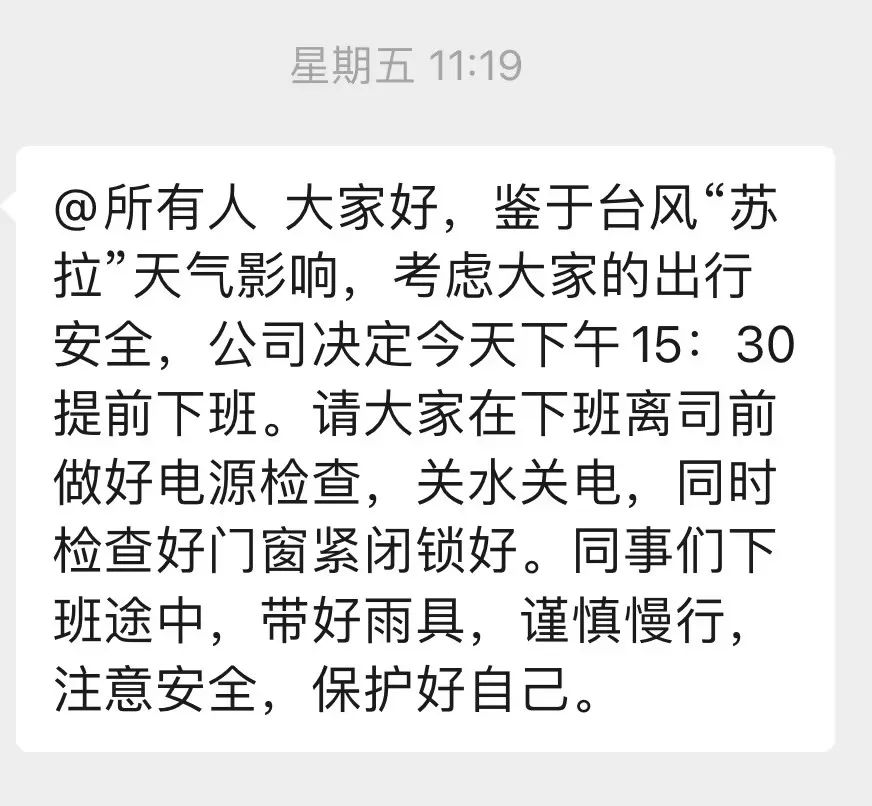 星期五 11:19
@所有人 大家好，鉴于台风“苏
拉”天气影响，考虑大家的出行
安全，公司决定今天下午15：30
提前下班。请大家在下班离司前
做好电源检查，关水关电，同时
检查好门窗紧闭锁好。同事们下
班途中，带好雨具，谨慎慢行，
注意安全，保护好自己。